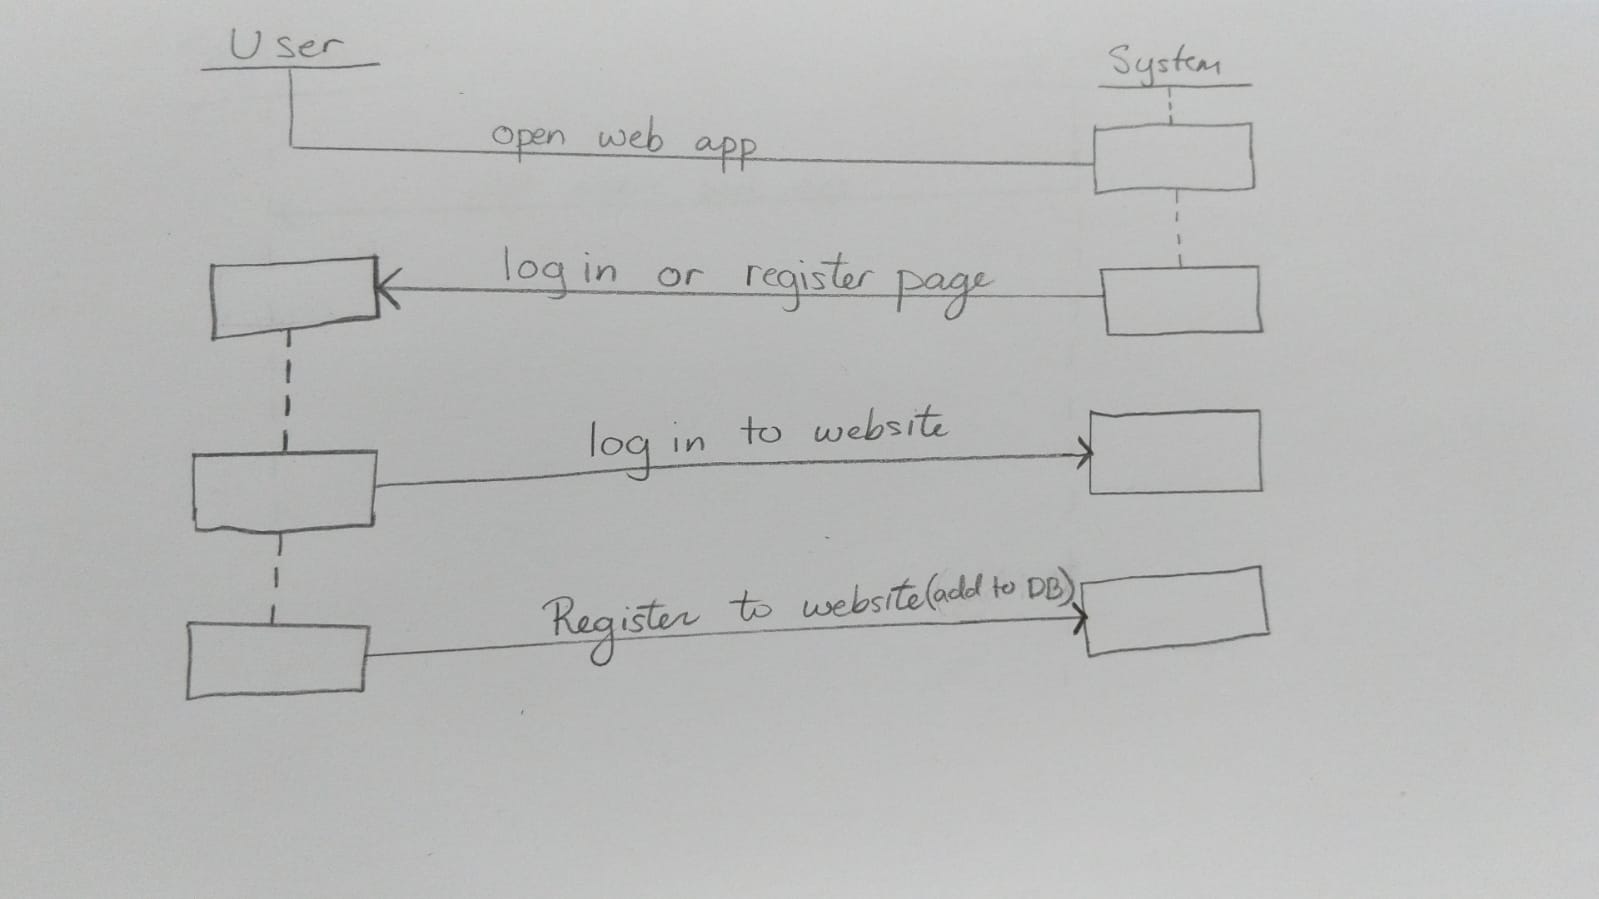 User
System
open web app
log in or register page
log in to website
Register to website (add to DB)